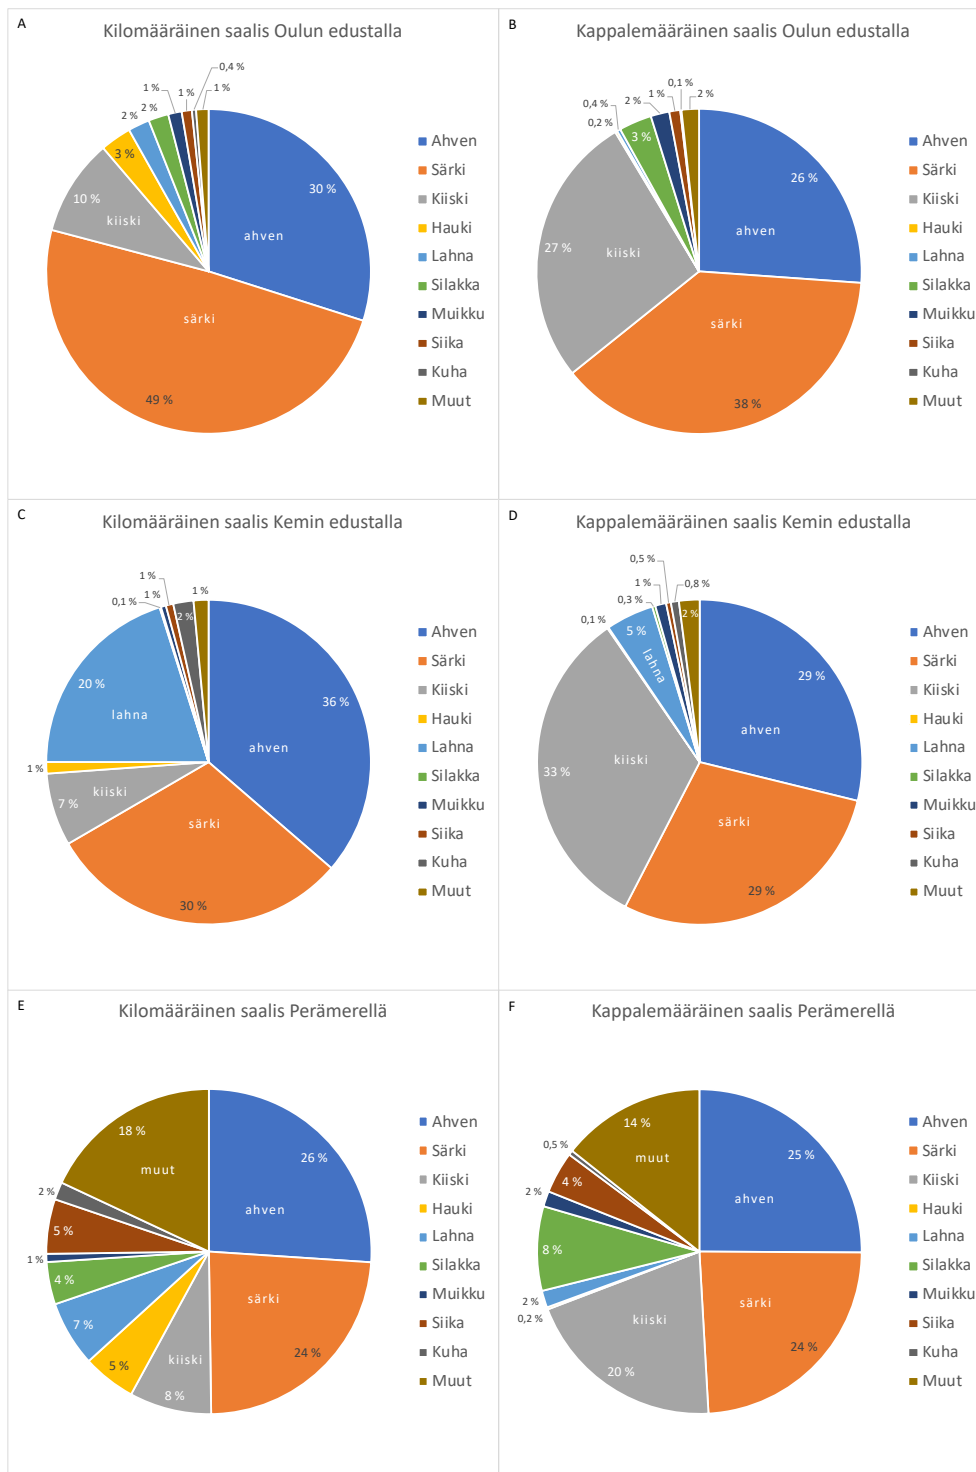 A
Kilomääräinen saalis Oulun edustalla
0,4 %
1 %
1 %
1 %
2 %
2 %
3 %
10 %
kiiski
30 %
ahven
särki
49 %
Ahven
Särki
Kiiski
Hauki
Lahna
Silakka
Muikku
Siika
Kuha
Muut
B
Kappalemääräinen saalis Oulun edustalla
0,1 %
1 %
2 %
2 %
0,4 %
0,2 %
3 %
26 %
ahven
27 %
kiiski
särki
38 %
Ahven
Särki
Kiiski
Hauki
Lahna
Silakka
Muikku
Siika
Kuha
Muut
C
Kilomääräinen saalis Kemin edustalla
1 %
1 %
1 %
0,1 %
2 %
20 %
lahna
36 %
ahven
1 %
kiiski
7 %
särki
30 %
Ahven
Särki
Kiiski
Hauki
Lahna
Silakka
Muikku
Siika
Kuha
Muut
D
Kappalemääräinen saalis Kemin edustalla
0,5 %
1 %
0,8 %
0,3 %
0,1 %
2 %
5 %
lahna
29 %
ahven
kiiski
33 %
särki
29 %
Ahven
Särki
Kiiski
Hauki
Lahna
Silakka
Muikku
Siika
Kuha
Muut
E
Kilomääräinen saalis Perämerellä
18 %
muut
26 %
ahven
2 %
5 %
1 %
4 %
7 %
5 %
kiiski
8 %
särki
24 %
Ahven
Särki
Kiiski
Hauki
Lahna
Silakka
Muikku
Siika
Kuha
Muut
F
Kappalemääräinen saalis Perämerellä
14 %
muut
0,5 %
25 %
ahven
4 %
2 %
8 %
2 %
0,2 %
kiiski
20 %
särki
24 %
Ahven
Särki
Kiiski
Hauki
Lahna
Silakka
Muikku
Siika
Kuha
Muut